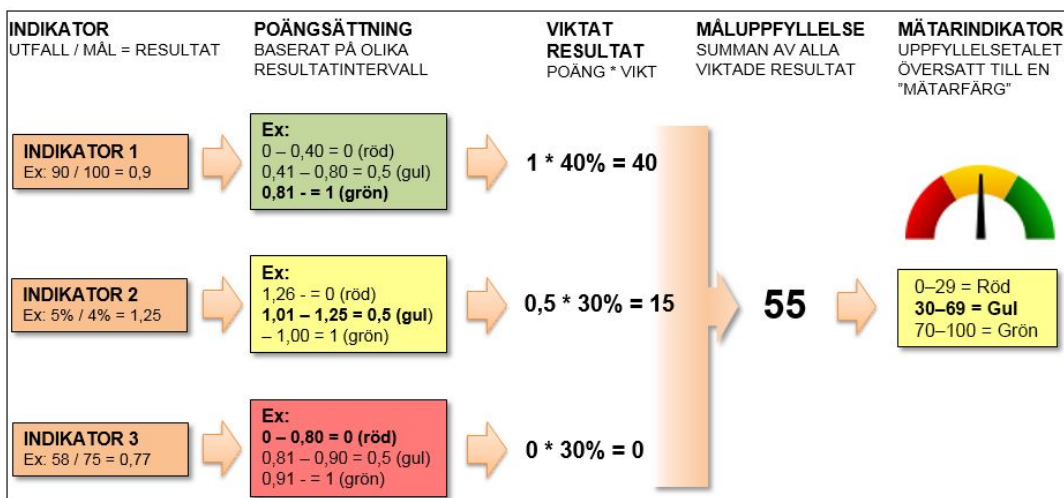 INDIKATOR
UTFALL / MÅL = RESULTAT
POÄNGSÄTTNING
BASERAT PÅ OLIKA
RESULTATINTERVALL
VIKTAT
RESULTAT
POÄNG * VIKT
MÅLUPPFYLLELSE
SUMMAN AV ALLA
VIKTADE RESULTAT
MÄTARINDIKATOR
UPPFYLLELSETALET
ÖVERSATT TILL EN
"MÄTARFÄRG"
INDIKATOR 1
Ex: 90 / 100 = 0,9
Ex:
0 – 0,40 = 0 (röd)
0,41 – 0,80 = 0,5 (gul)
0,81 - = 1 (grön)
1 * 40% = 40
INDIKATOR 2
Ex: 5% / 4% = 1,25
Ex:
1,26 - = 0 (röd)
1,01 – 1,25 = 0,5 (gul)
– 1,00 = 1 (grön)
0,5 * 30% = 15
55
0–29 = Röd
30–69 = Gul
70–100 = Grön
INDIKATOR 3
Ex: 58 / 75 = 0,77
Ex:
0 – 0,80 = 0 (röd)
0,81 – 0,90 = 0,5 (gul)
0,91 - = 1 (grön)
0 * 30% = 0